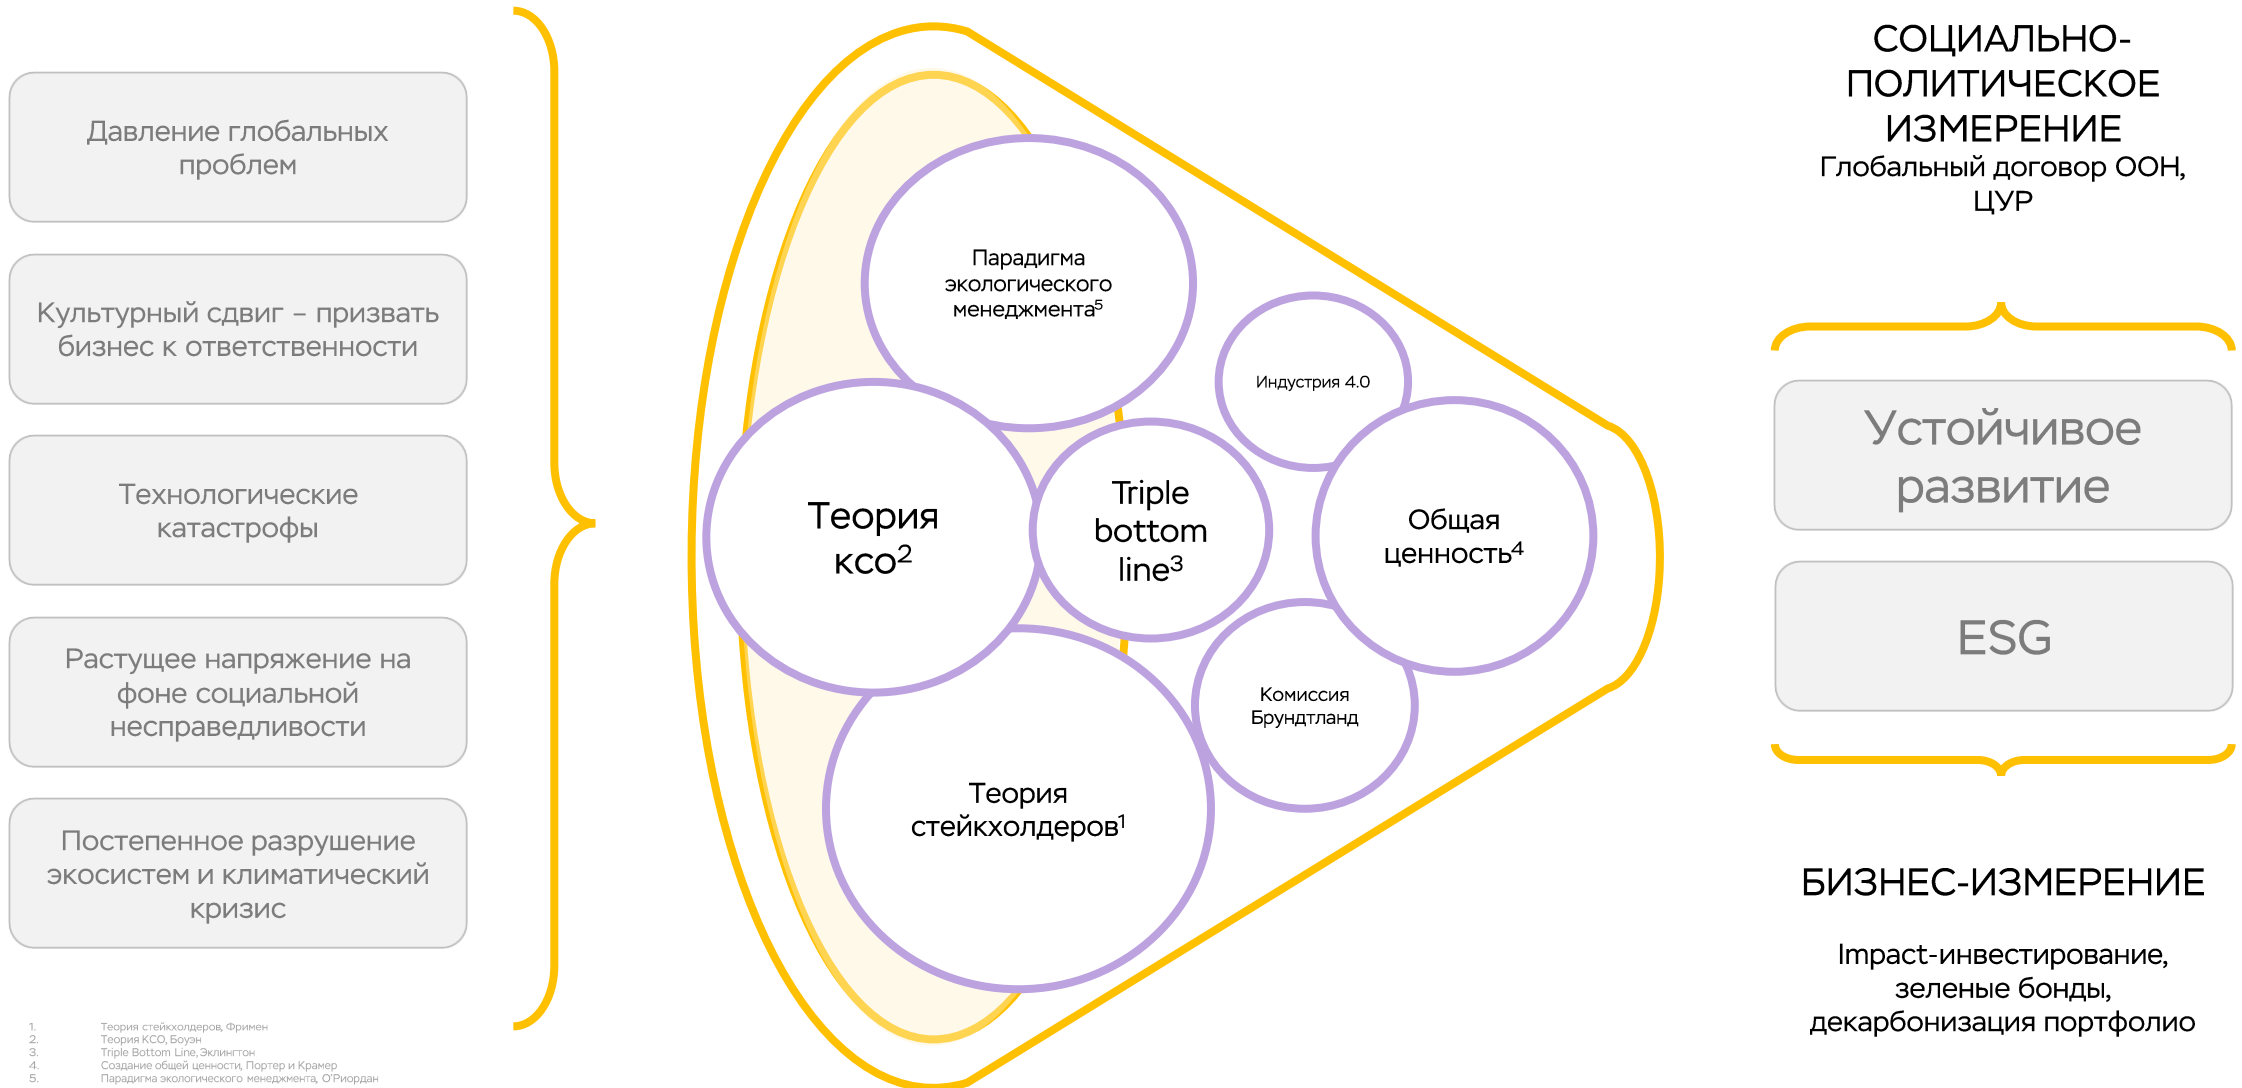 Давление глобальных
проблем
Культурный сдвиг – призвать
бизнес к ответственности
Технологические
катастрофы
Растущее напряжение на
фоне социальной
несправедливости
Постепенное разрушение
экосистем и климатический
кризис
1. Теория стейкхолдеров, Фримен
2. Теория КСО, Боуэн
3. Triple Bottom Line, Эклингтон
4. Создание общей ценности, Портер и Крамер
5. Парадигма экологического менеджмента, О'Риордан
Парадигма
экологического
менеджмента⁵
Индустрия 4.0
Теория
ксо²
Triple
bottom
line³
Общая
ценность⁴
Комиссия
Брундтланд
Теория
стейкхолдеров¹
СОЦИАЛЬНО-
ПОЛИТИЧЕСКОЕ
ИЗМЕРЕНИЕ
Глобальный договор ООН,
ЦУР
Устойчивое
развитие
ESG
БИЗНЕС-ИЗМЕРЕНИЕ
Impact-инвестирование,
зеленые бонды,
декарбонизация портфолио